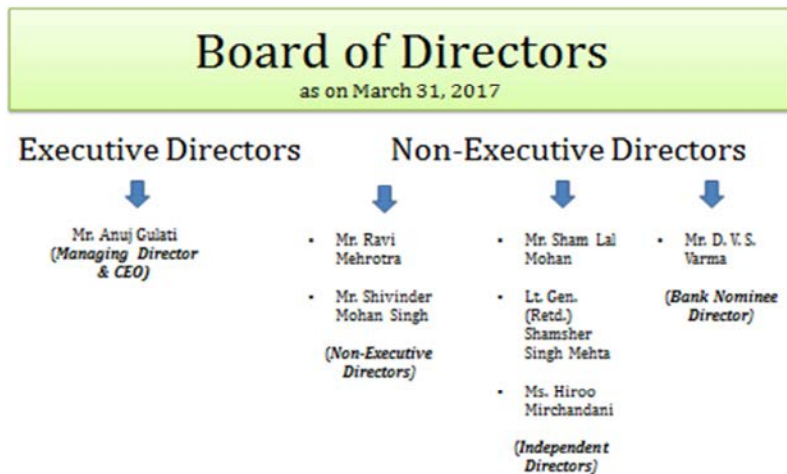 Board of Directors
as on March 31, 2017
Executive Directors
Non-Executive Directors
Mr. Anuj Gulati
(Managing Director
& CEO)
• Mr. Ravi
Mehrotra
• Mr. Shivinder
Mohan Singh
(Non-Executive
Directors)
• Mr. Sham Lal
Mohan
• Lt. Gen.
(Retd.)
Shamsher
Singh Mehta
• Ms. Hiroo
Mirchandani
(Independent
Directors)
• Mr. D. V. S.
Varma
(Bank Nominee
Director)